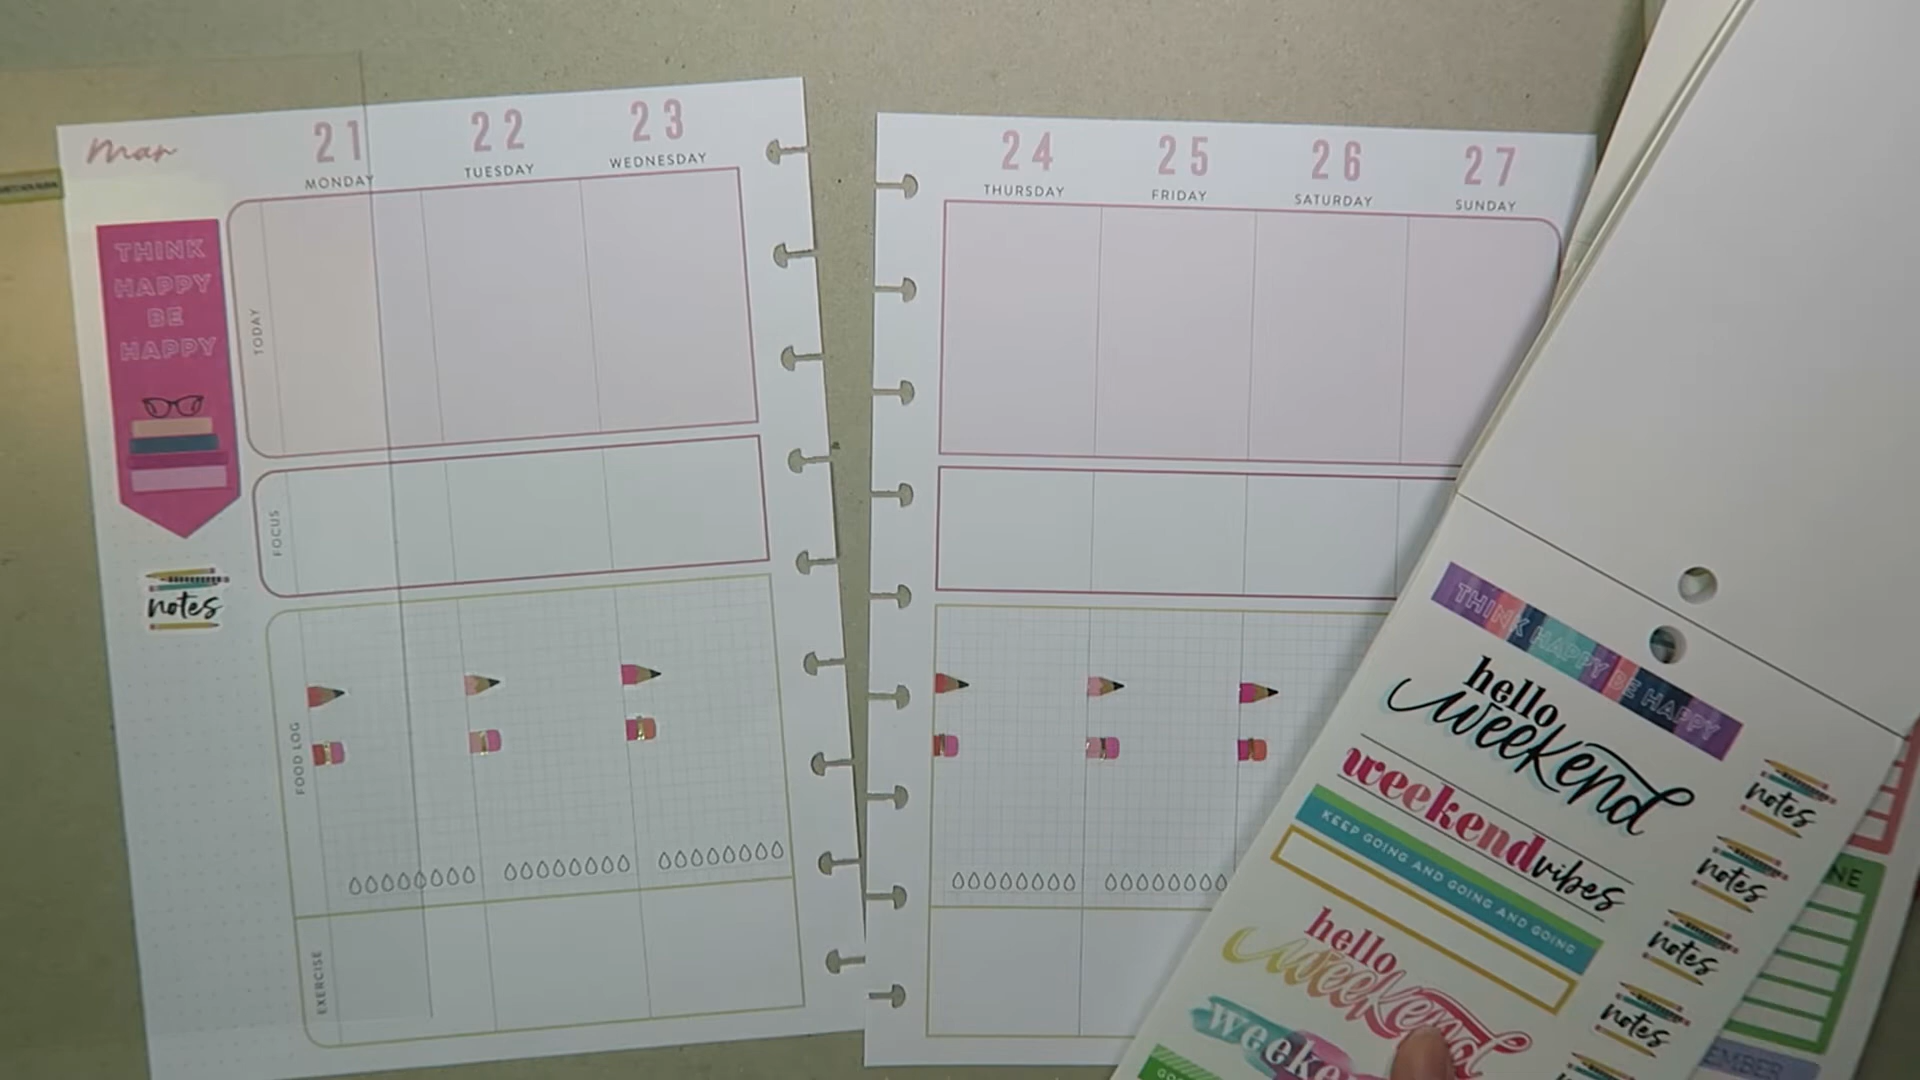 Mar
21
MONDAY
22
TUESDAY
23
WEDNESDAY
24
THURSDAY
25
FRIDAY
26
SATURDAY
27
SUNDAY
THINK
HAPPY
BE
HAPPY
notes
TODAY
FOCUS
FOOD LOG
EXERCISE
THINK HAPPY BE HAPPY
hello
weekend
weekendvibes
KEEP GOING AND GOING AND GOING
hello
weekend
notes
notes
notes
notes